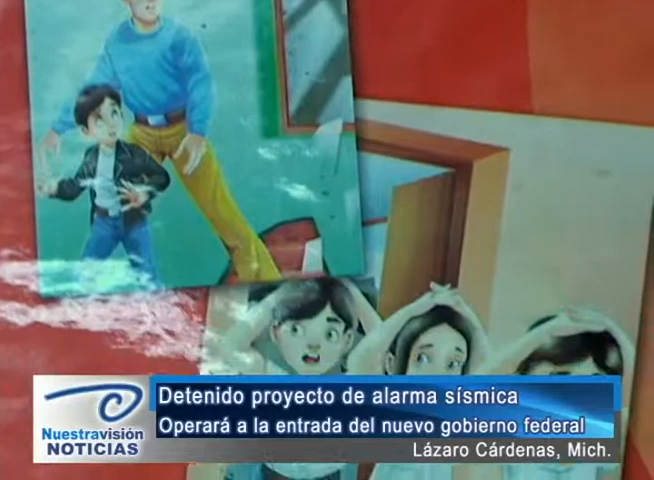 Detenido proyecto de alarma sísmica
Operará a la entrada del nuevo gobierno federal
Nuestravisión
NOTICIAS
Lázaro Cárdenas, Mich.